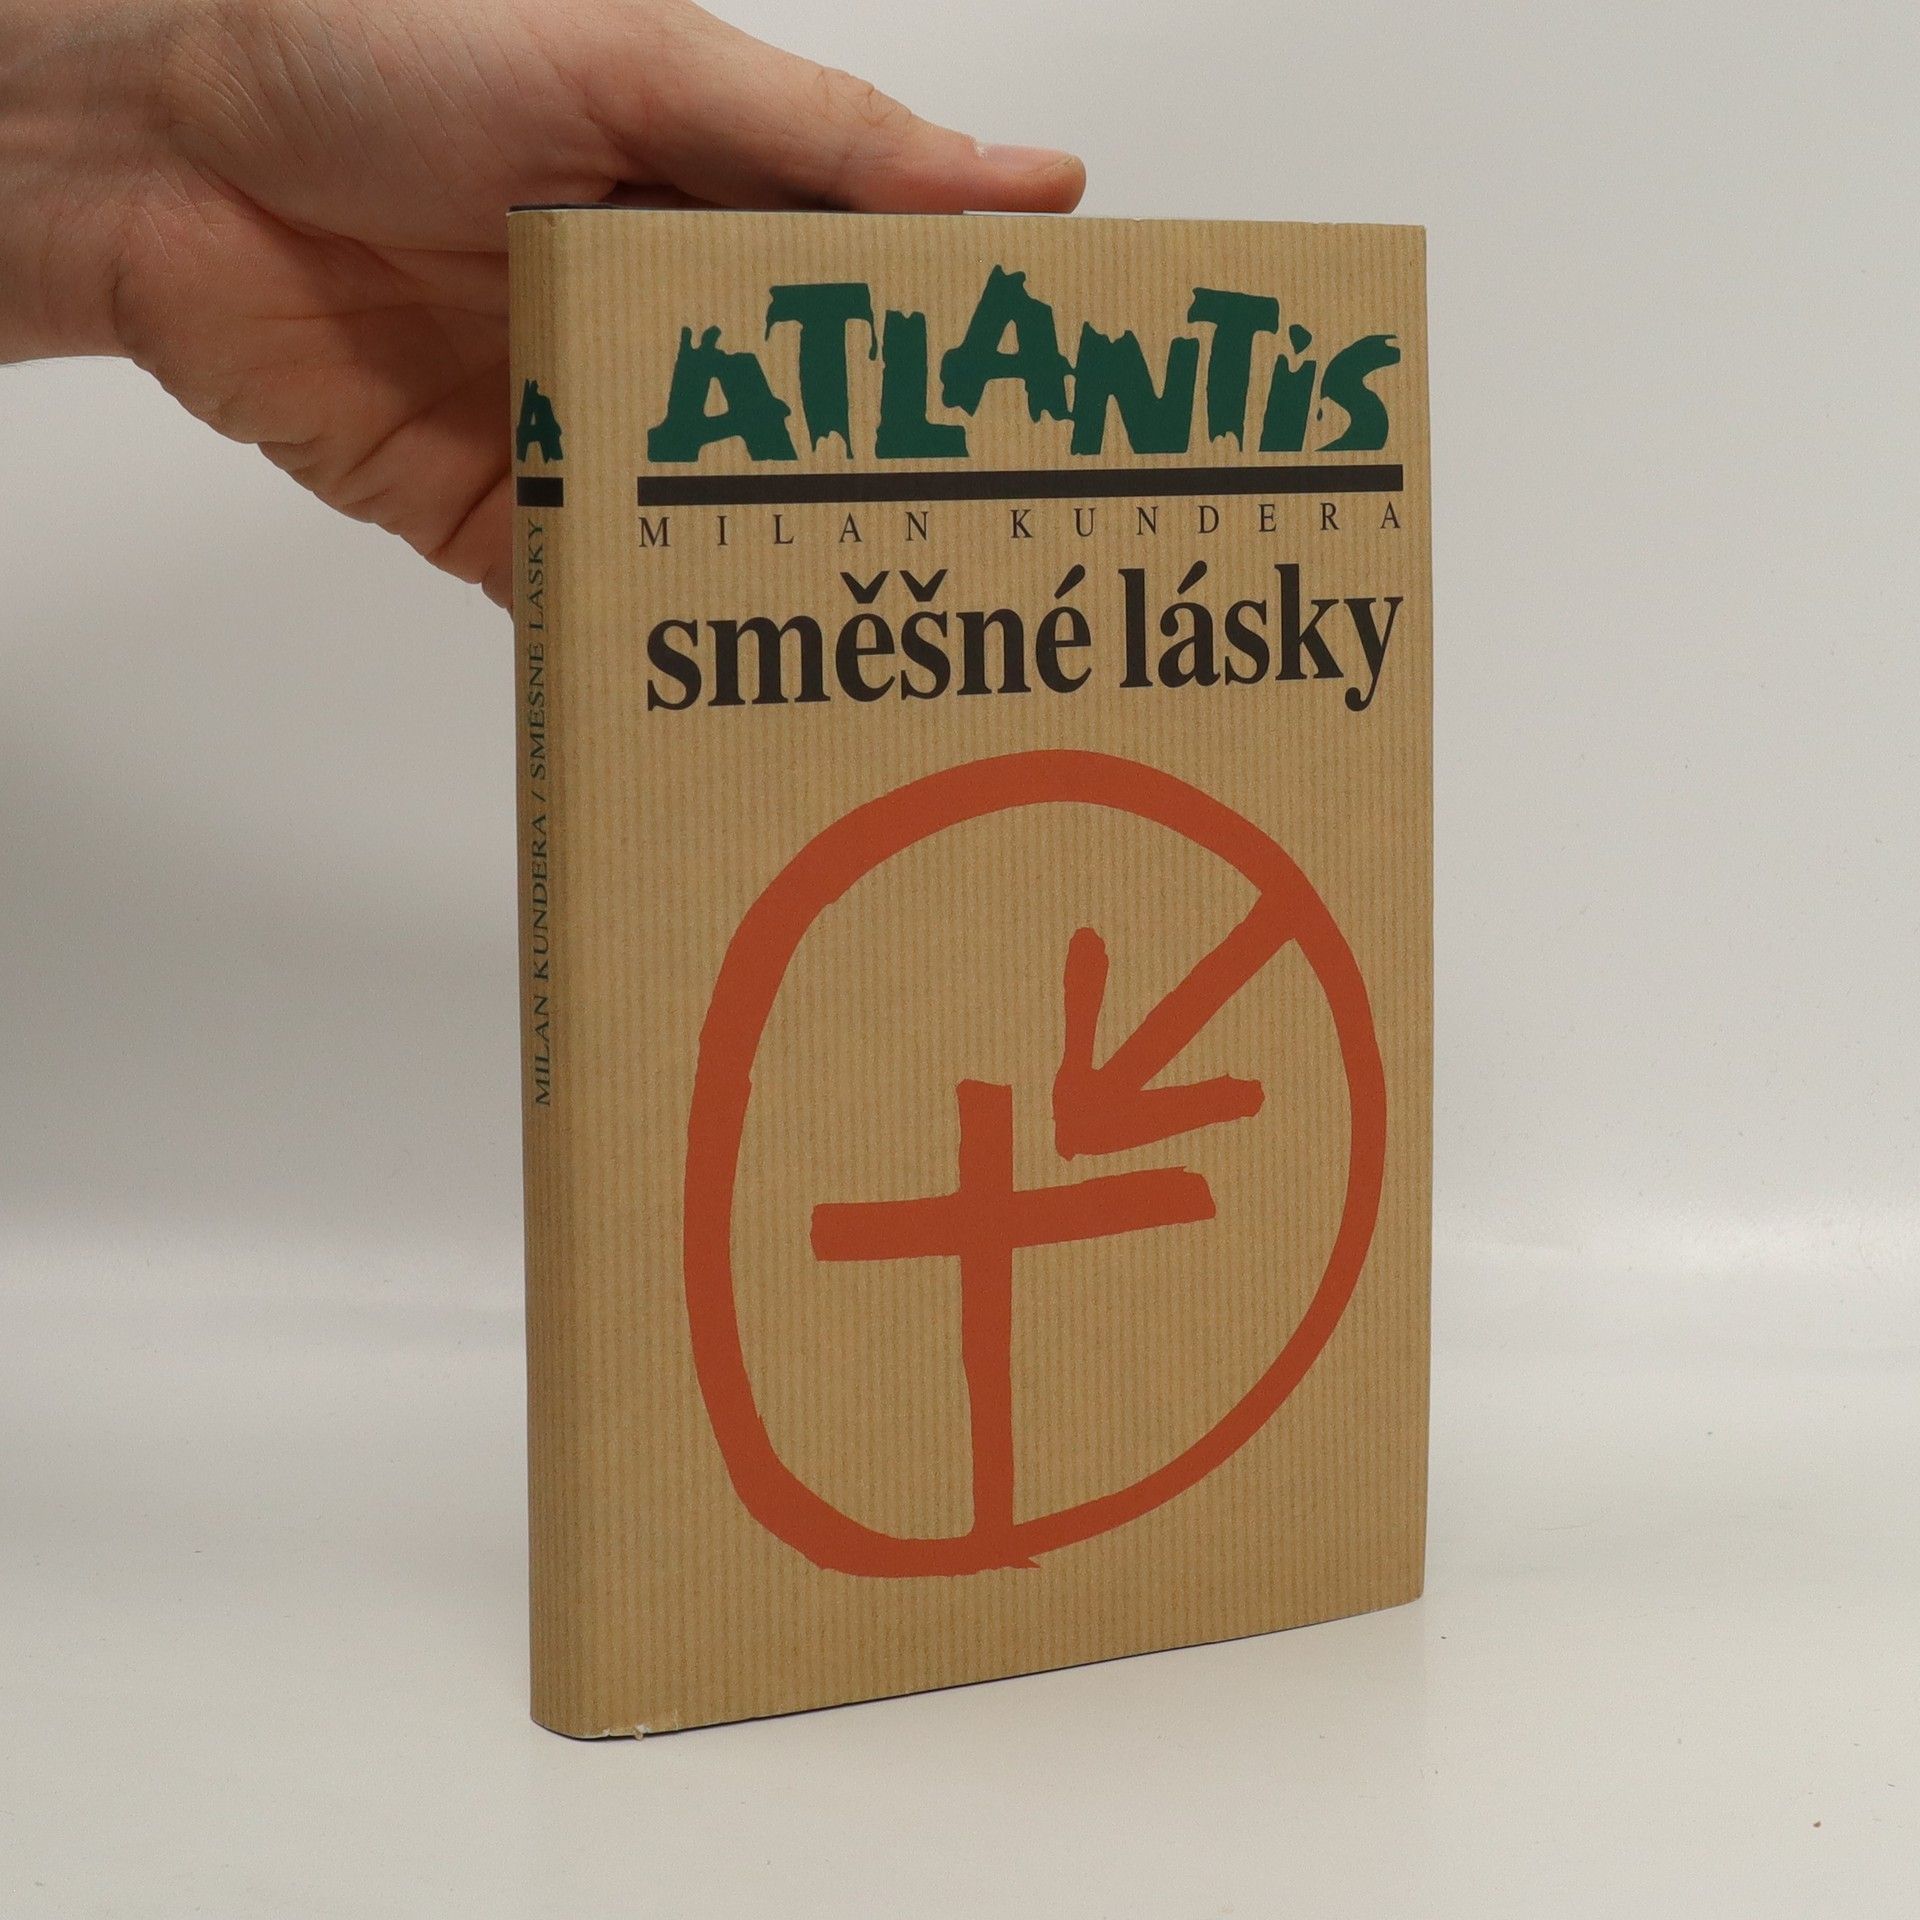 ATLANTIS
MILAN KUNDERA
směšné lásky
A
MILAN KUNDERA / SMĚŠNÉ LÁSKY